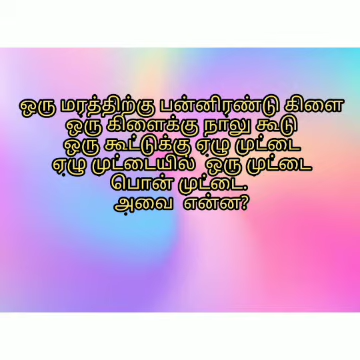 ஒரு மரத்திற்கு பன்னிரண்டு கிளை
ஒரு கிளைக்கு நாலு கூடு
ஒரு கூட்டுக்கு ஏழு முட்டை
ஏழு முட்டையில் ஒரு முட்டை
பொன் முட்டை.
அவை என்ன?